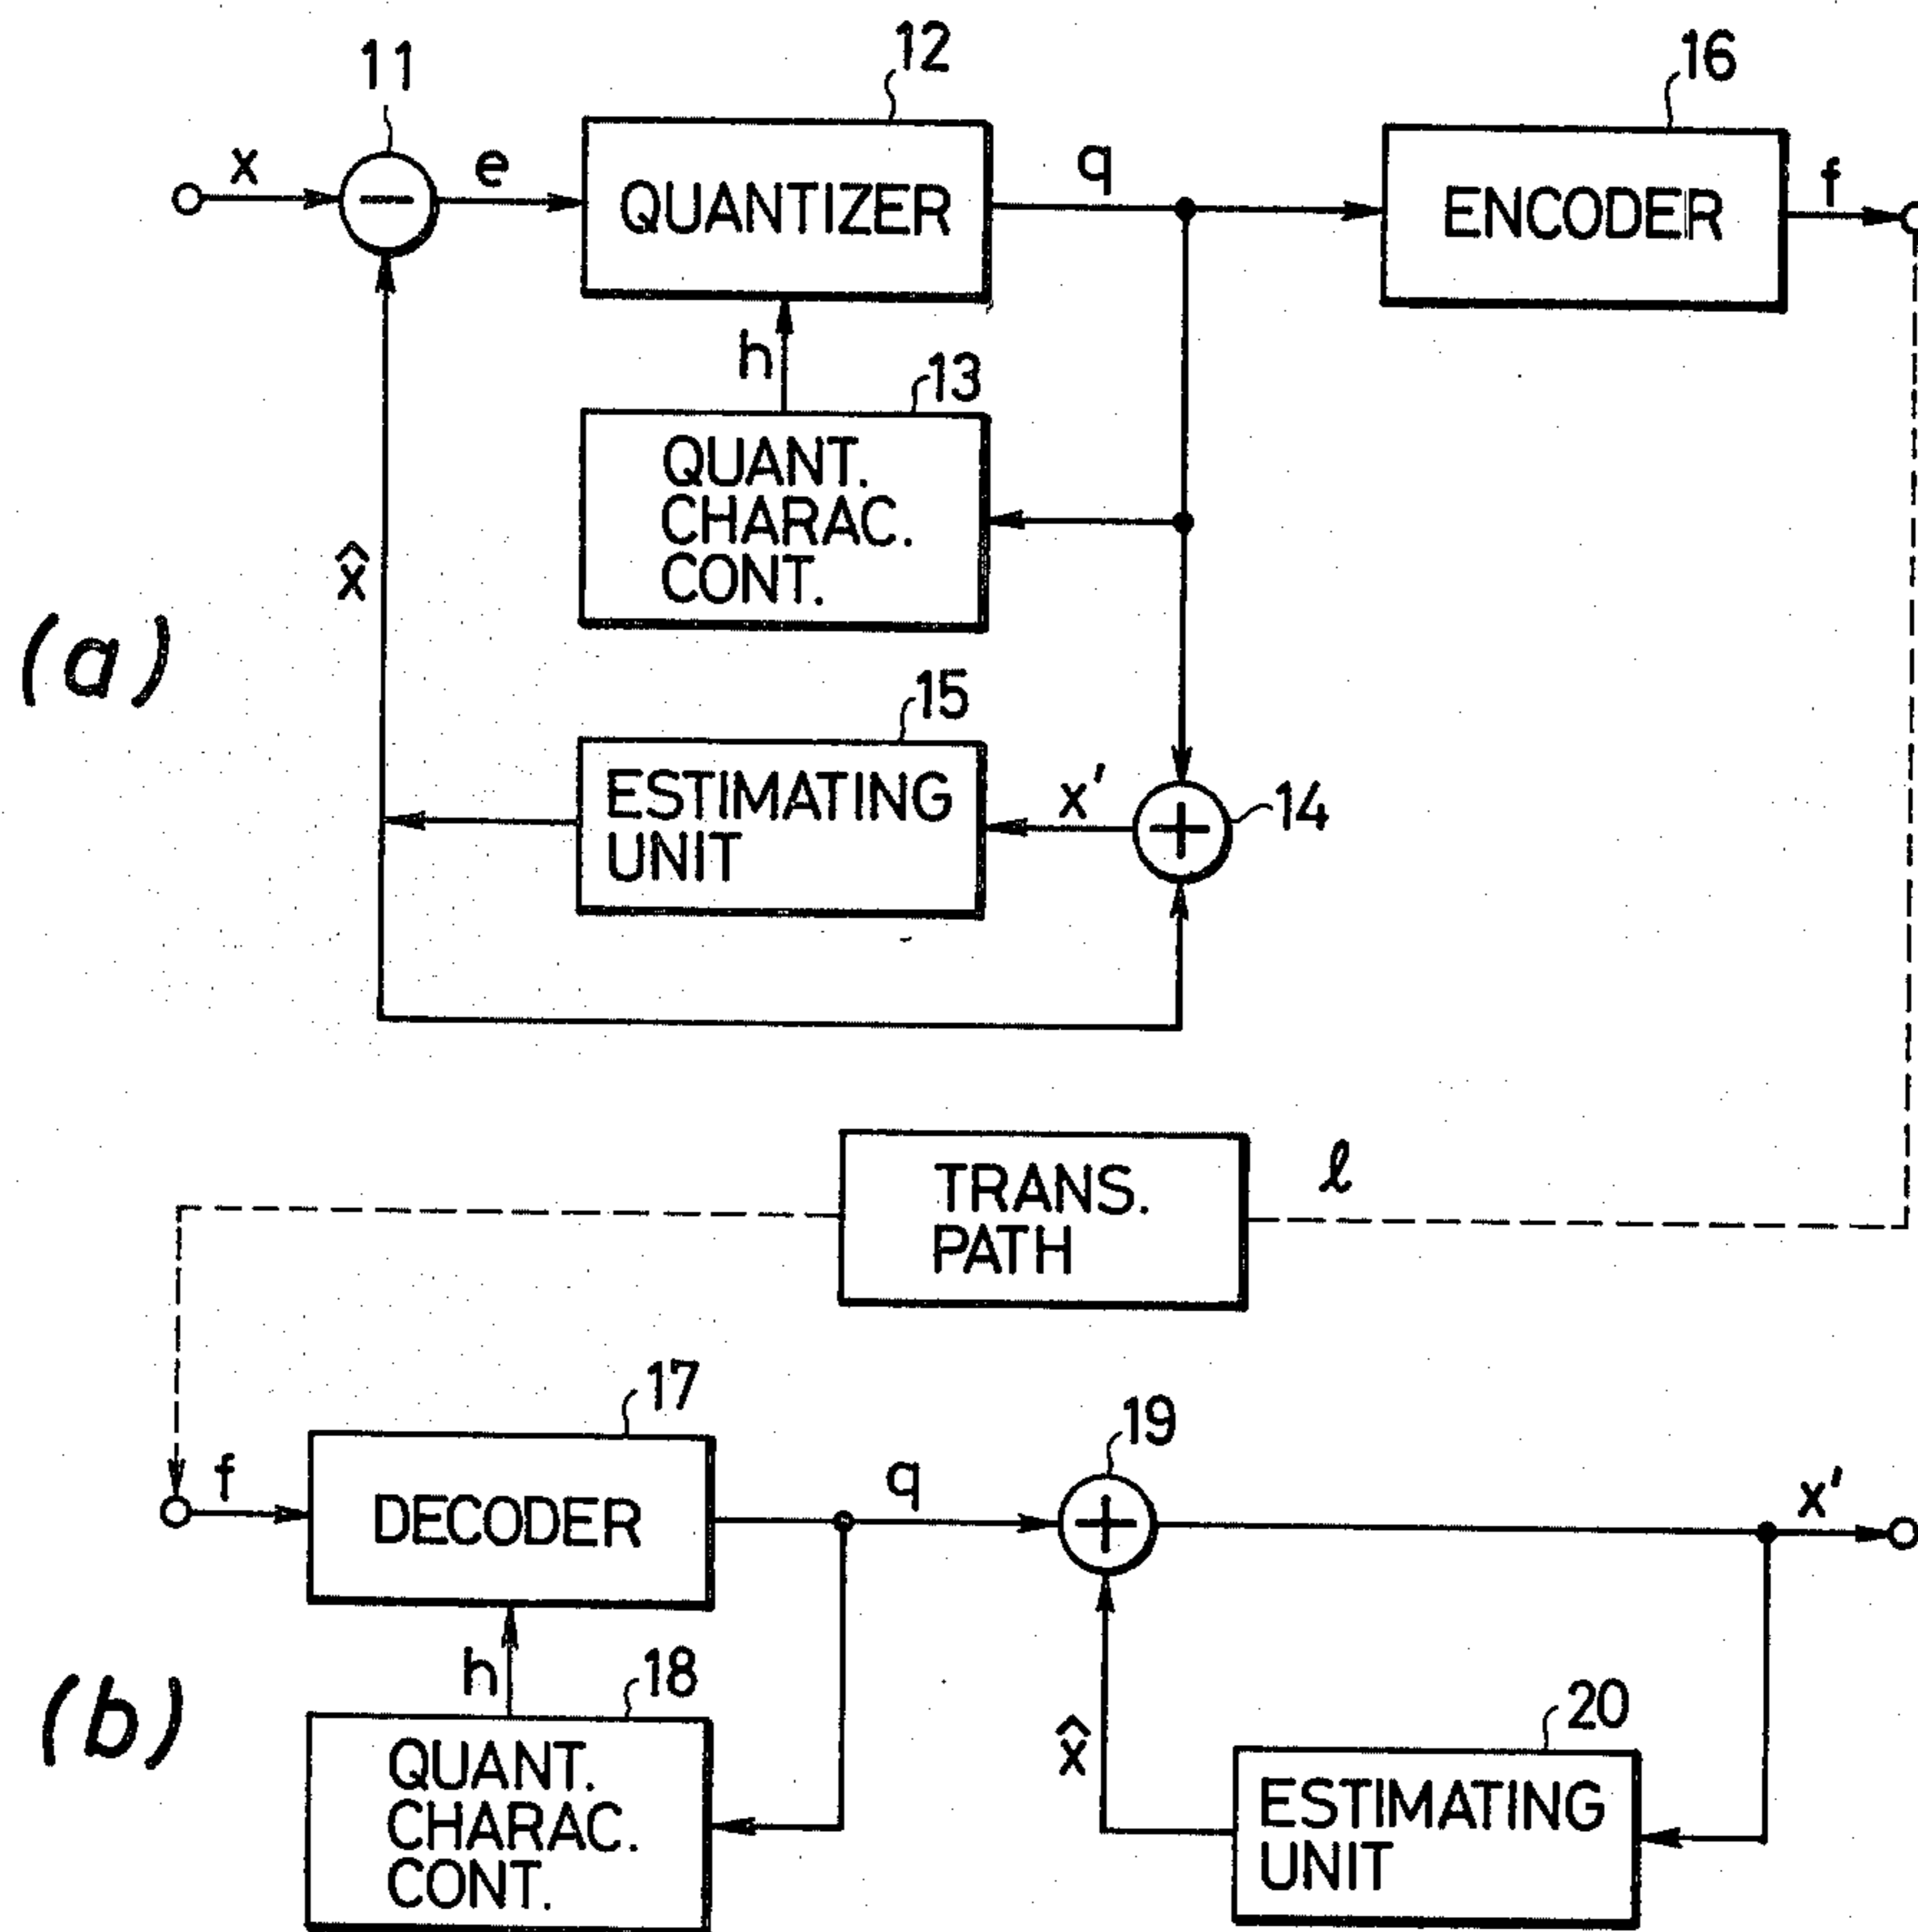 11
12
16
x
e
QUANTIZER
q
ENCODER
f
h
13
QUANT.
CHARAC.
CONT.
x̂
(a)
15
ESTIMATING
UNIT
x'
14
TRANS.
PATH
ℓ
17
19
f
DECODER
q
x'
h
18
(b)
QUANT.
CHARAC.
CONT.
x̂
20
ESTIMATING
UNIT